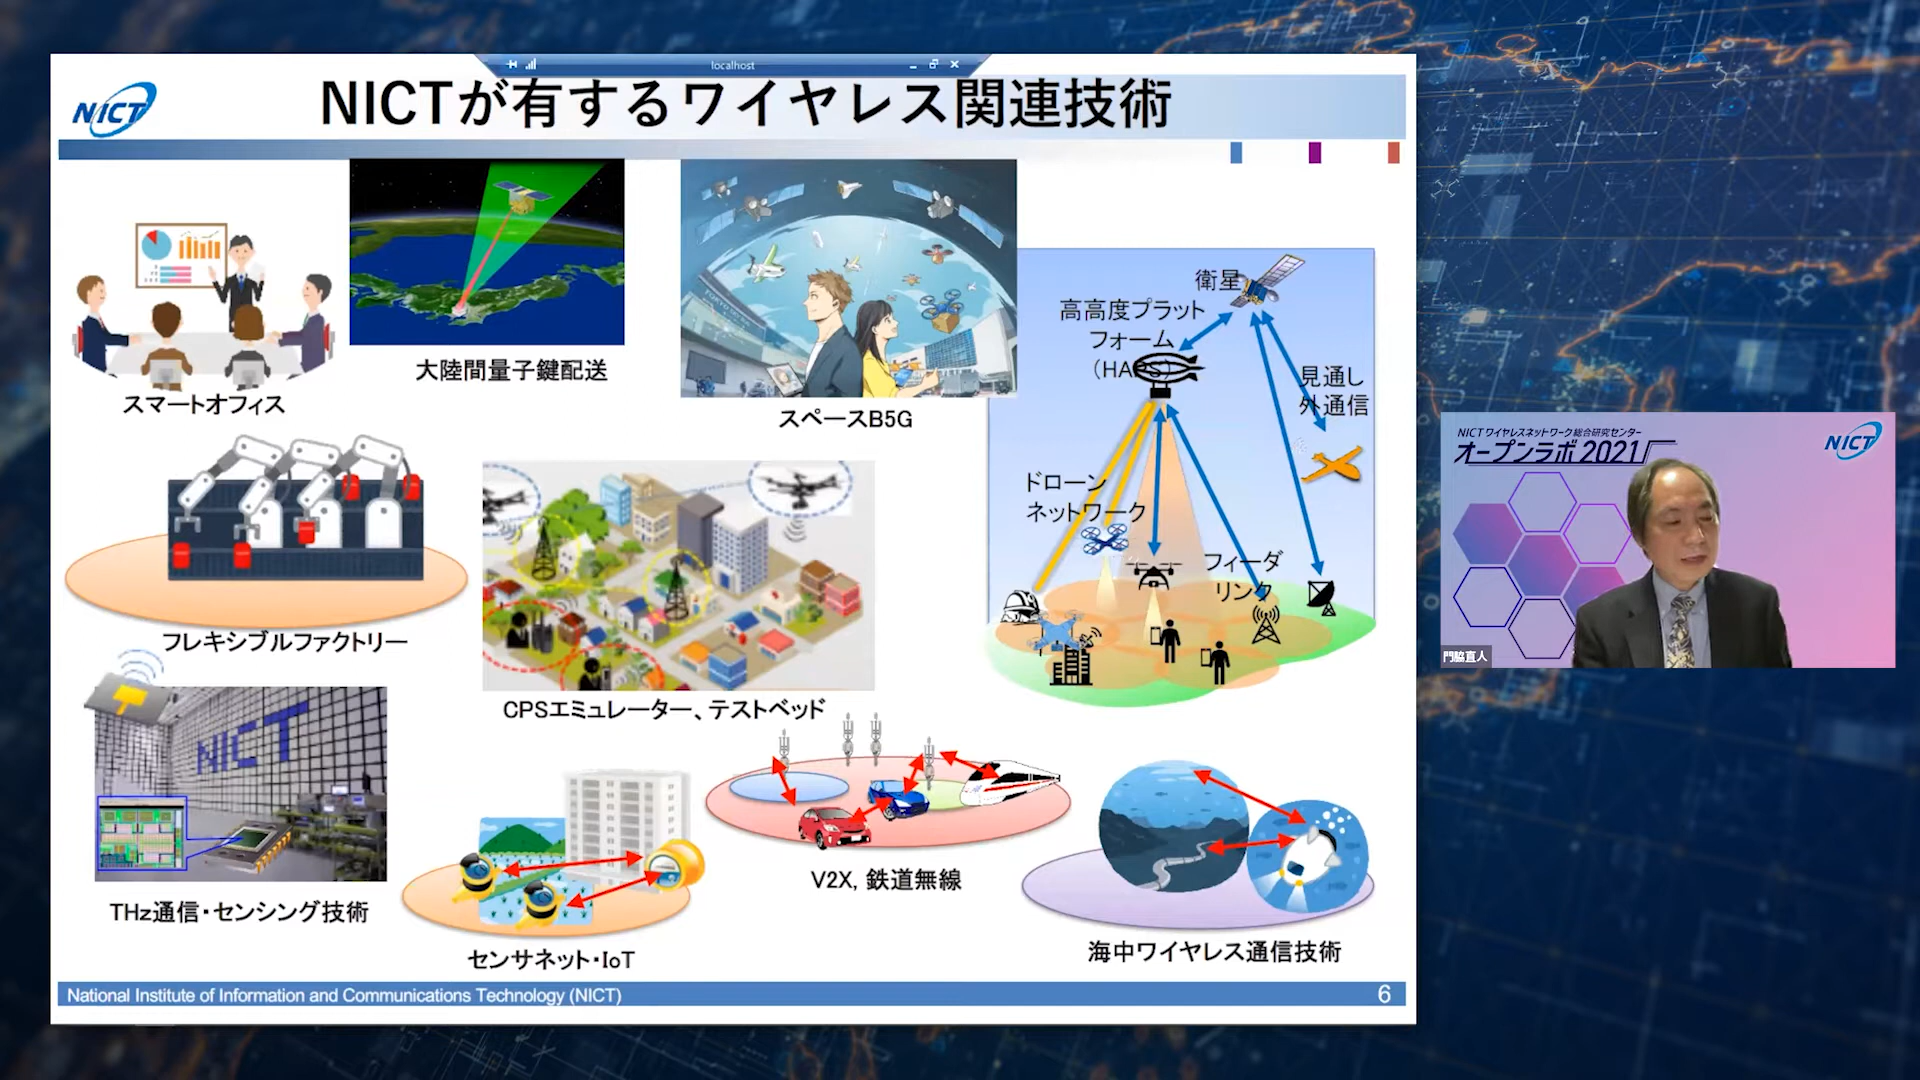 localhost
NICT
NICTが有するワイヤレス関連技術
スマートオフィス
大陸間量子鍵配送
スペースB5G
衛星
高高度プラット
フォーム
(HAPS)
見通し
外通信
ドローン
ネットワーク
フィーダ
リンク
フレキシブルファクトリー
CPSエミュレーター、テストベッド
NICT
THz通信・センシング技術
センサネット・IoT
V2X, 鉄道無線
海中ワイヤレス通信技術
National Institute of Information and Communications Technology (NICT)
6
NICTワイヤレスネットワーク総合研究センター
オープンラボ2021
NICT
門脇直人